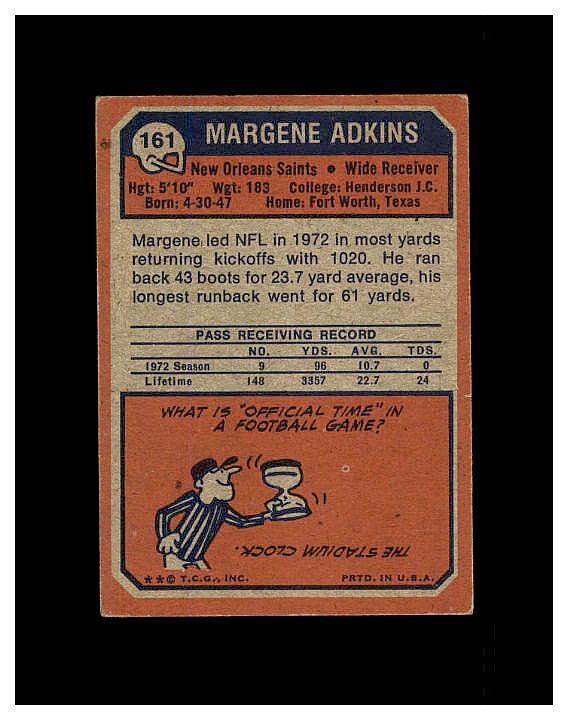 161 MARGENE ADKINS
New Orleans Saints • Wide Receiver
Hgt: 5'10" Wgt: 183 College: Henderson J.C.
Born: 4-30-47 Home: Fort Worth, Texas
Margene led NFL in 1972 in most yards
returning kickoffs with 1020. He ran
back 43 boots for 23.7 yard average, his
longest runback went for 61 yards.
PASS RECEIVING RECORD
NO. YDS. AVG. TDS.
1972 Season 9 96 10.7 0
Lifetime 148 3357 22.7 24
WHAT IS "OFFICIAL TIME" IN
A FOOTBALL GAME?
THE STADIUM CLOCK.
★★© T.C.G., INC. PRTD. IN U.S.A.